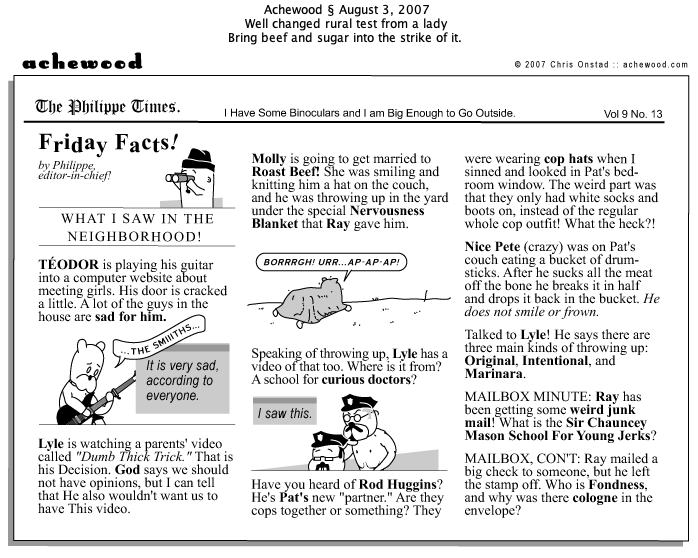 Achewood § August 3, 2007
Well changed rural test from a lady
Bring beef and sugar into the strike of it.
achewood
© 2007 Chris Onstad :: achewood.com
The Philippe Times.
I Have Some Binoculars and I am Big Enough to Go Outside.
Vol 9 No. 13
Friday Facts!
by Philippe,
editor-in-chief!
WHAT I SAW IN THE
NEIGHBORHOOD!
TÉODOR is playing his guitar
into a computer website about
meeting girls. His door is cracked
a little. A lot of the guys in the
house are sad for him.
...THE SMIIITHS...
It is very sad,
according to
everyone.
Lyle is watching a parents' video
called "Dumb Thick Trick." That is
his Decision. God says we should
not have opinions, but I can tell
that He also wouldn't want us to
have This video.
Molly is going to get married to
Roast Beef! She was smiling and
knitting him a hat on the couch,
and he was throwing up in the yard
under the special Nervousness
Blanket that Ray gave him.
BORRRGH! URR...AP-AP-AP!
Speaking of throwing up, Lyle has a
video of that too. Where is it from?
A school for curious doctors?
I saw this.
POLICE
POLICE
Have you heard of Rod Huggins?
He's Pat's new "partner." Are they
cops together or something? They
were wearing cop hats when I
sinned and looked in Pat's bed-
room window. The weird part was
that they only had white socks and
boots on, instead of the regular
whole cop outfit! What the heck?!
Nice Pete (crazy) was on Pat's
couch eating a bucket of drum-
sticks. After he sucks all the meat
off the bone he breaks it in half
and drops it back in the bucket. He
does not smile or frown.
Talked to Lyle! He says there are
three main kinds of throwing up:
Original, Intentional, and
Marinara.
MAILBOX MINUTE: Ray has
been getting some weird junk
mail! What is the Sir Chauncey
Mason School For Young Jerks?
MAILBOX, CON'T: Ray mailed a
big check to someone, but he left
the stamp off. Who is Fondness,
and why was there cologne in the
envelope?